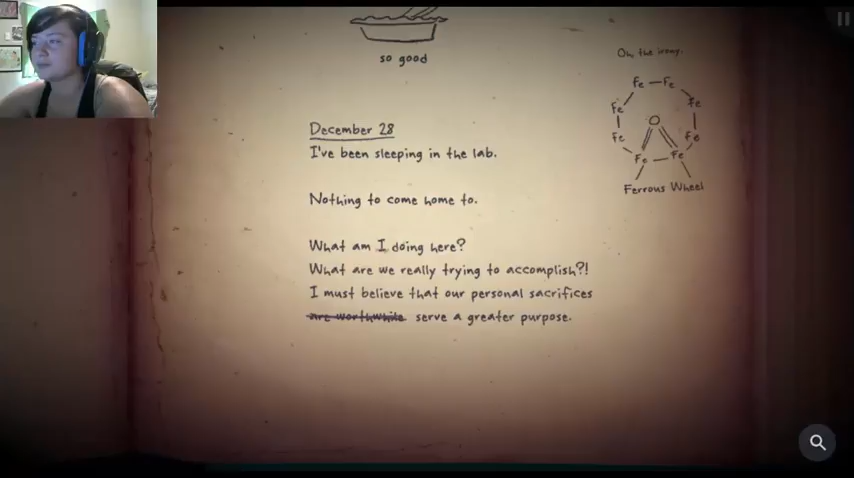 so good
Oh, the irony.
Fe Fe
Fe Fe
O
Fe Fe
Fe Fe
Ferrous Wheel
December 28
I've been sleeping in the lab.
Nothing to come home to.
What am I doing here?
What are we really trying to accomplish?!
I must believe that our personal sacrifices
are worthwhile serve a greater purpose.